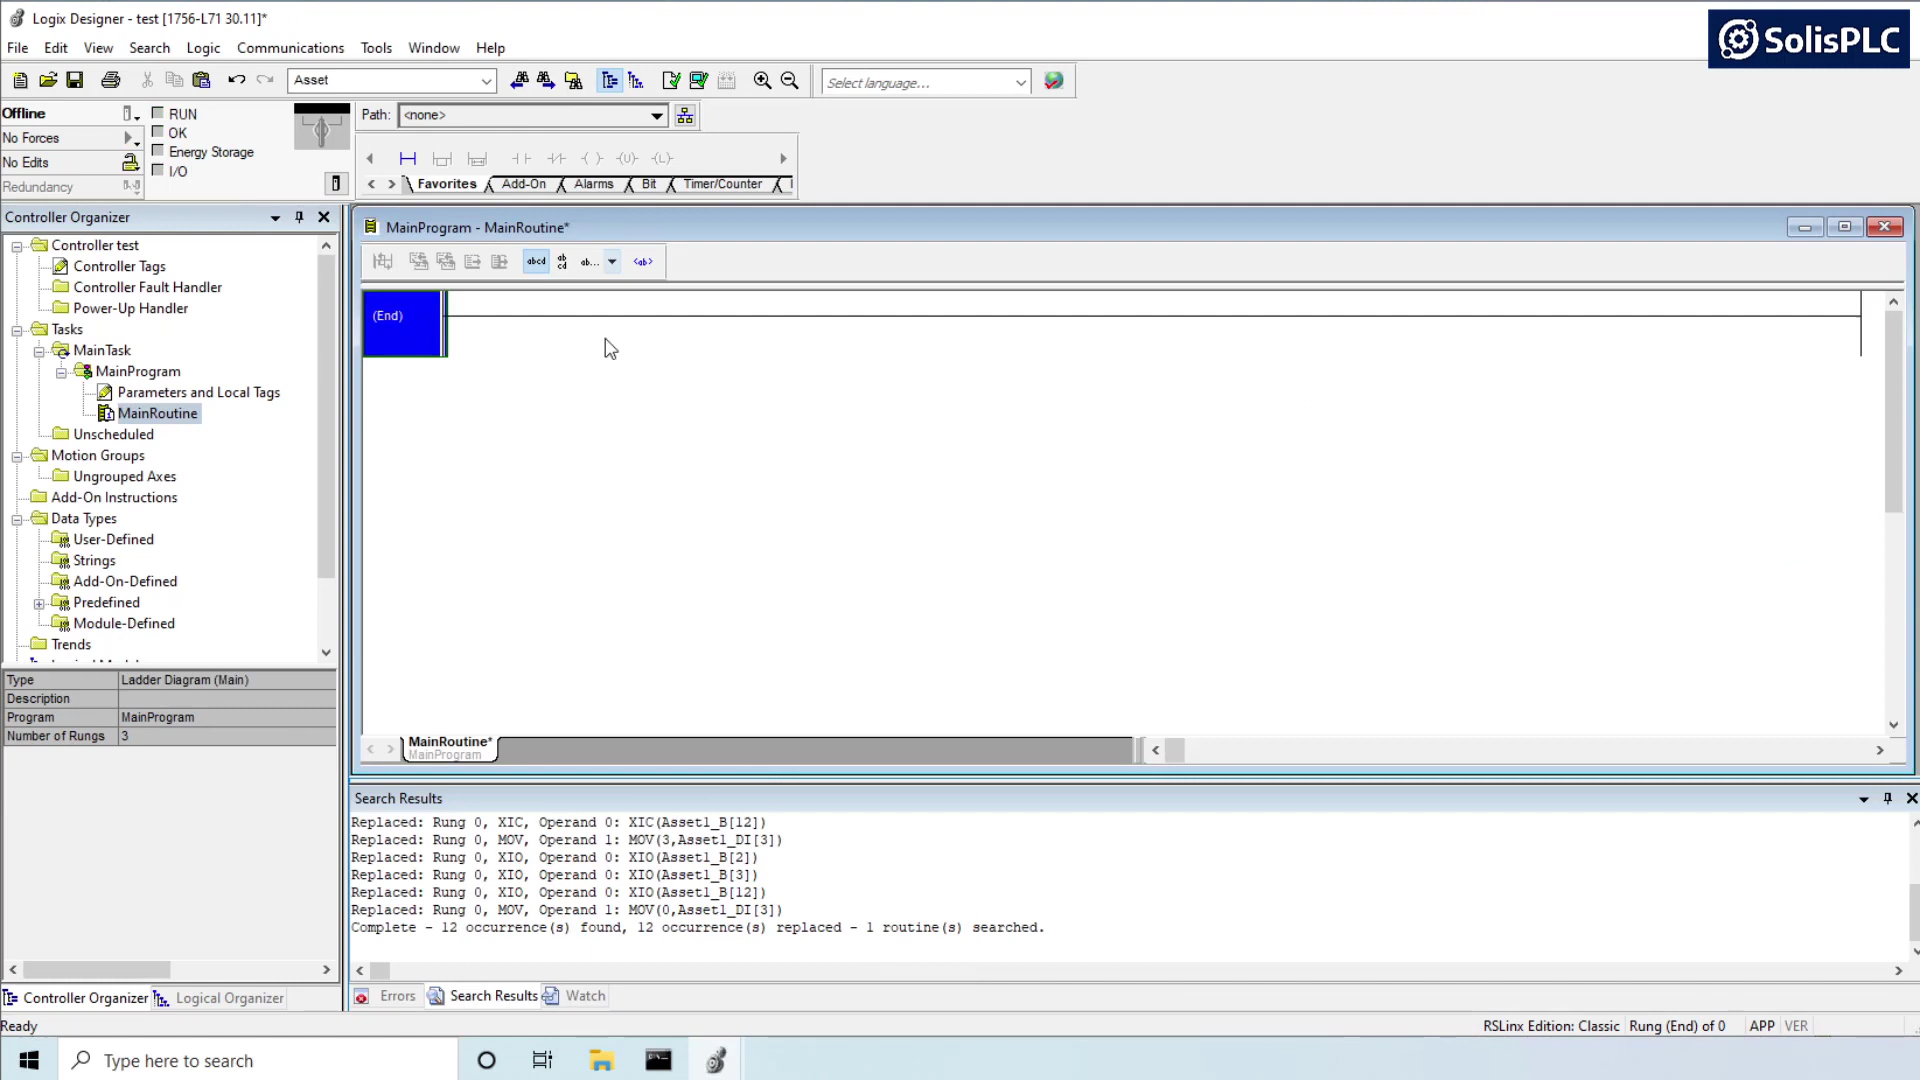 Logix Designer - test [1756-L71 30.11]*
SolisPLC
File Edit View Search Logic Communications Tools Window Help
Asset
Select language...
Offline
RUN
Path: <none>
No Forces
OK
No Edits
Energy Storage
Redundancy
I/O
Favorites Add-On Alarms Bit Timer/Counter
Controller Organizer
MainProgram - MainRoutine*
abcd ab cd ab... <ab>
Controller test
Controller Tags
Controller Fault Handler
Power-Up Handler
Tasks
MainTask
MainProgram
Parameters and Local Tags
MainRoutine
Unscheduled
Motion Groups
Ungrouped Axes
Add-On Instructions
Data Types
User-Defined
Strings
Add-On-Defined
Predefined
Module-Defined
Trends
(End)
Type Ladder Diagram (Main)
Description
Program MainProgram
Number of Rungs 3
MainRoutine*
MainProgram
Search Results
Replaced: Rung 0, XIC, Operand 0: XIC(Asset1_B[12])
Replaced: Rung 0, MOV, Operand 1: MOV(3,Asset1_DI[3])
Replaced: Rung 0, XIO, Operand 0: XIO(Asset1_B[2])
Replaced: Rung 0, XIO, Operand 0: XIO(Asset1_B[3])
Replaced: Rung 0, XIO, Operand 0: XIO(Asset1_B[12])
Replaced: Rung 0, MOV, Operand 1: MOV(0,Asset1_DI[3])
Complete - 12 occurrence(s) found, 12 occurrence(s) replaced - 1 routine(s) searched.
Controller Organizer Logical Organizer
Errors Search Results Watch
Ready
RSLinx Edition: Classic Rung (End) of 0 APP VER
Type here to search